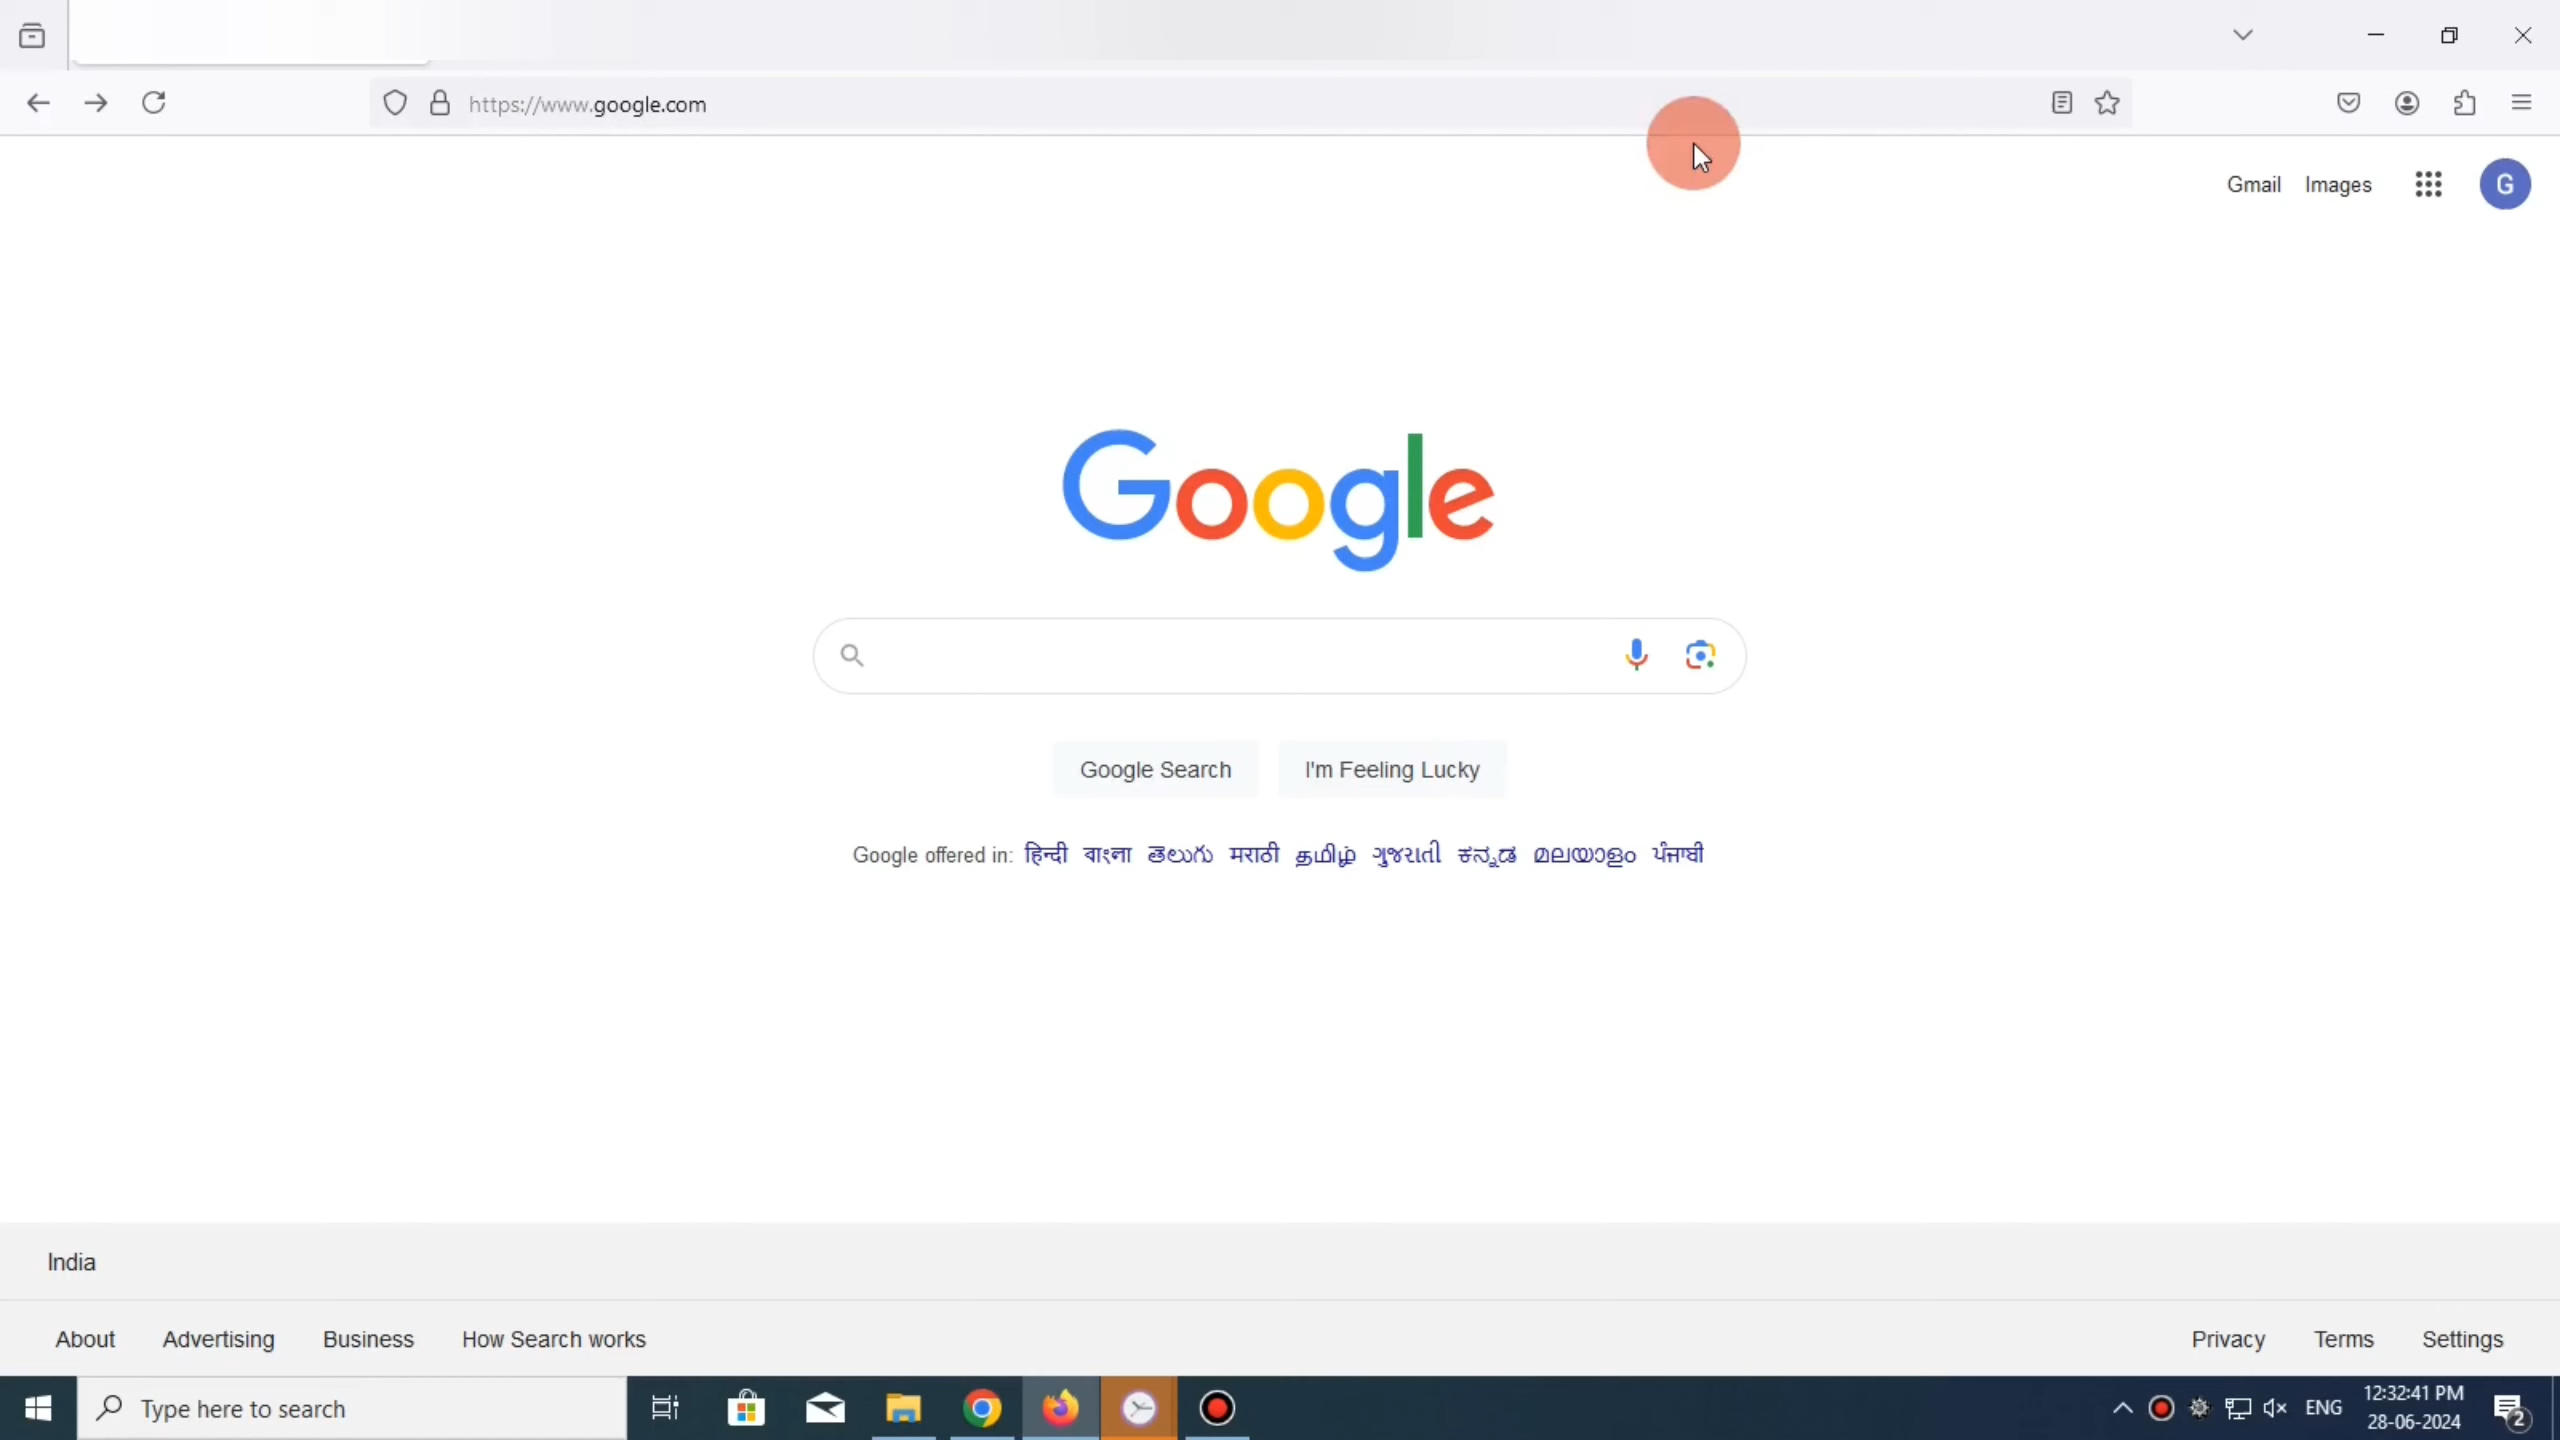 https://www.google.com
Gmail Images
G
Google
Google Search I'm Feeling Lucky
Google offered in: हिन्दी বাংলা తెలుగు मराठी தமிழ் ગુજરાતી ಕನ್ನಡ മലയാളം ਪੰਜਾਬੀ
India
About Advertising Business How Search works Privacy Terms Settings
Type here to search
ENG
12:32:41 PM
28-06-2024
2